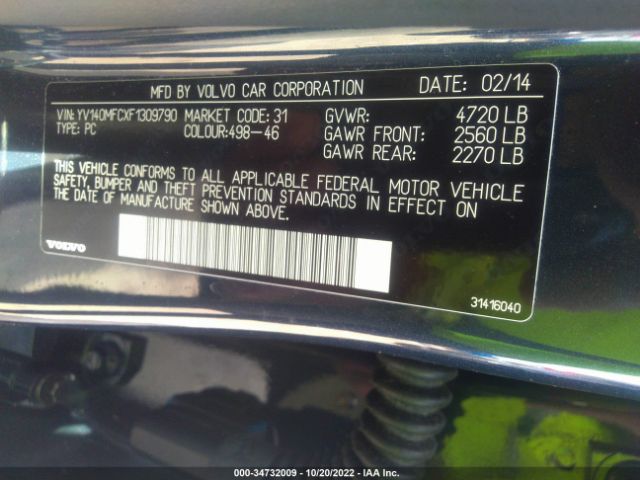 MFD BY VOLVO CAR CORPORATION DATE: 02/14
VIN: YV140MFCXF1309790 MARKET CODE: 31 GVWR: 4720 LB
TYPE: PC COLOUR:498-46 GAWR FRONT: 2560 LB
GAWR REAR: 2270 LB
THIS VEHICLE CONFORMS TO ALL APPLICABLE FEDERAL MOTOR VEHICLE
SAFETY, BUMPER AND THEFT PREVENTION STANDARDS IN EFFECT ON
THE DATE OF MANUFACTURE SHOWN ABOVE.
VOLVO
31416040
000-34732009 - 10/20/2022 - IAA Inc.